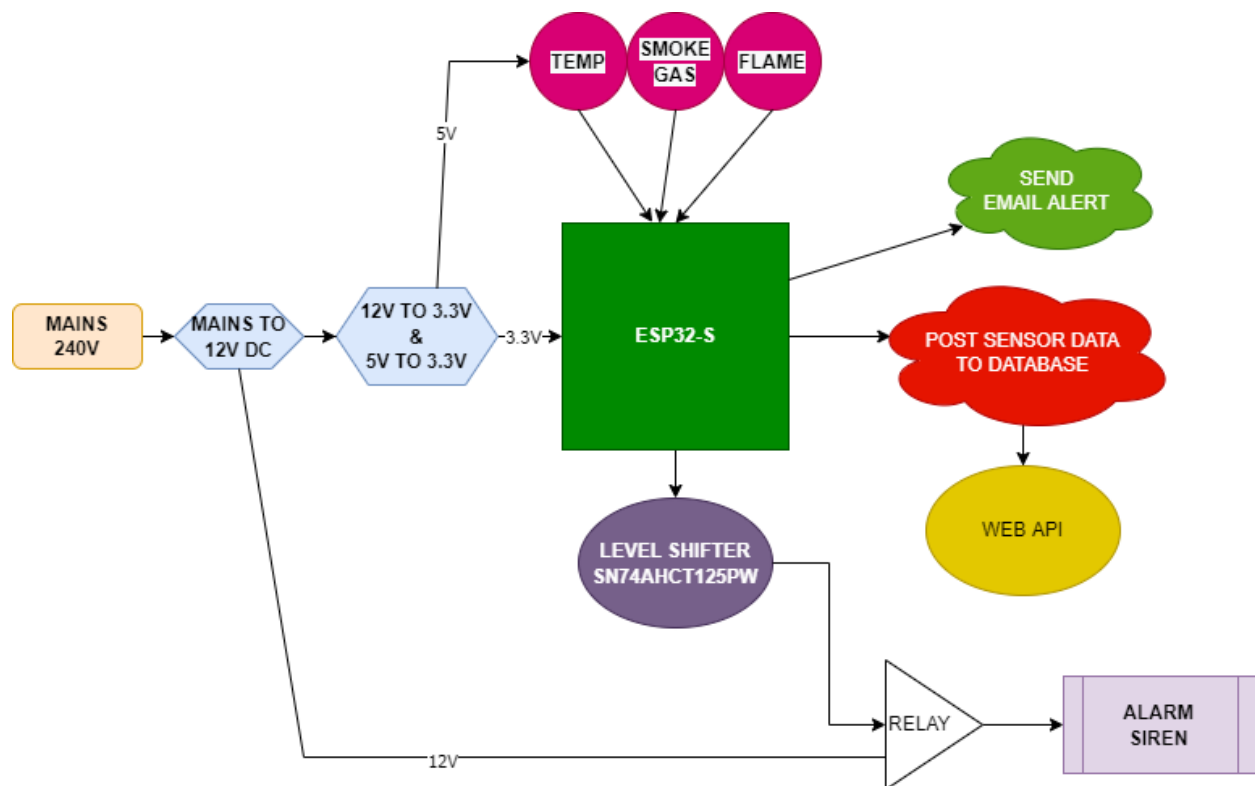 TEMP
SMOKE
GAS
FLAME
5V
SEND
EMAIL ALERT
MAINS
240V
MAINS TO
12V DC
12V TO 3.3V
&
5V TO 3.3V
3.3V
ESP32-S
POST SENSOR DATA
TO DATABASE
LEVEL SHIFTER
SN74AHCT125PW
WEB API
12V
RELAY
ALARM
SIREN